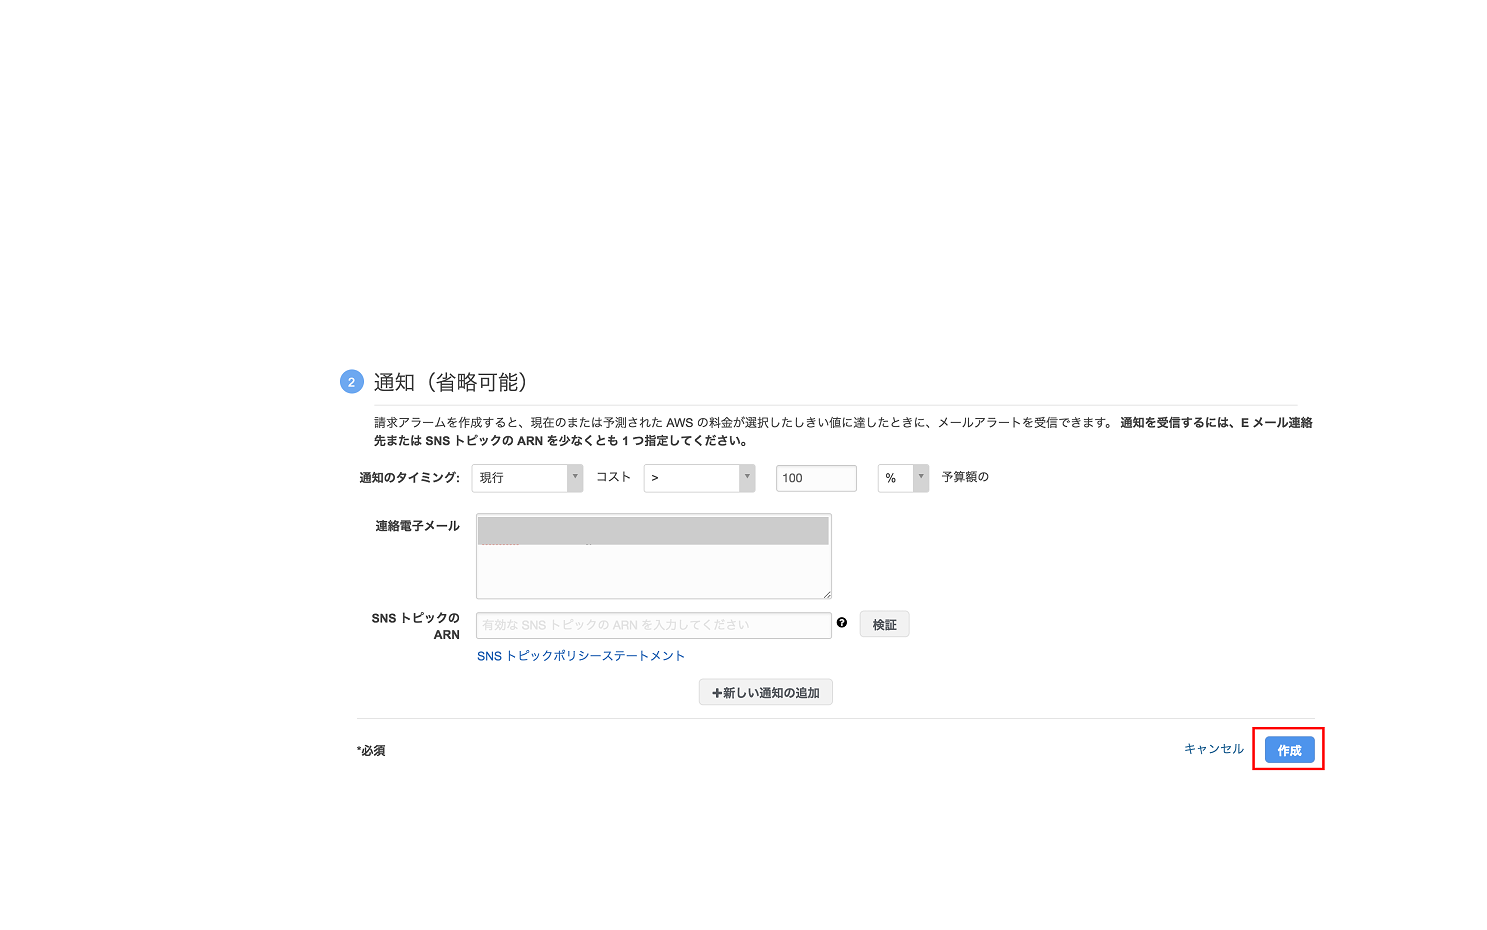 2 通知（省略可能）
請求アラームを作成すると、現在のまたは予測された AWS の料金が選択したしきい値に達したときに、メールアラートを受信できます。 通知を受信するには、E メール連絡
先または SNS トピックの ARN を少なくとも 1 つ指定してください。
通知のタイミング: 現行 コスト > 100 % 予算額の
連絡電子メール
SNS トピックの
ARN 有効な SNS トピックの ARN を入力してください ? 検証
SNS トピックポリシーステートメント
+新しい通知の追加
*必須 キャンセル 作成